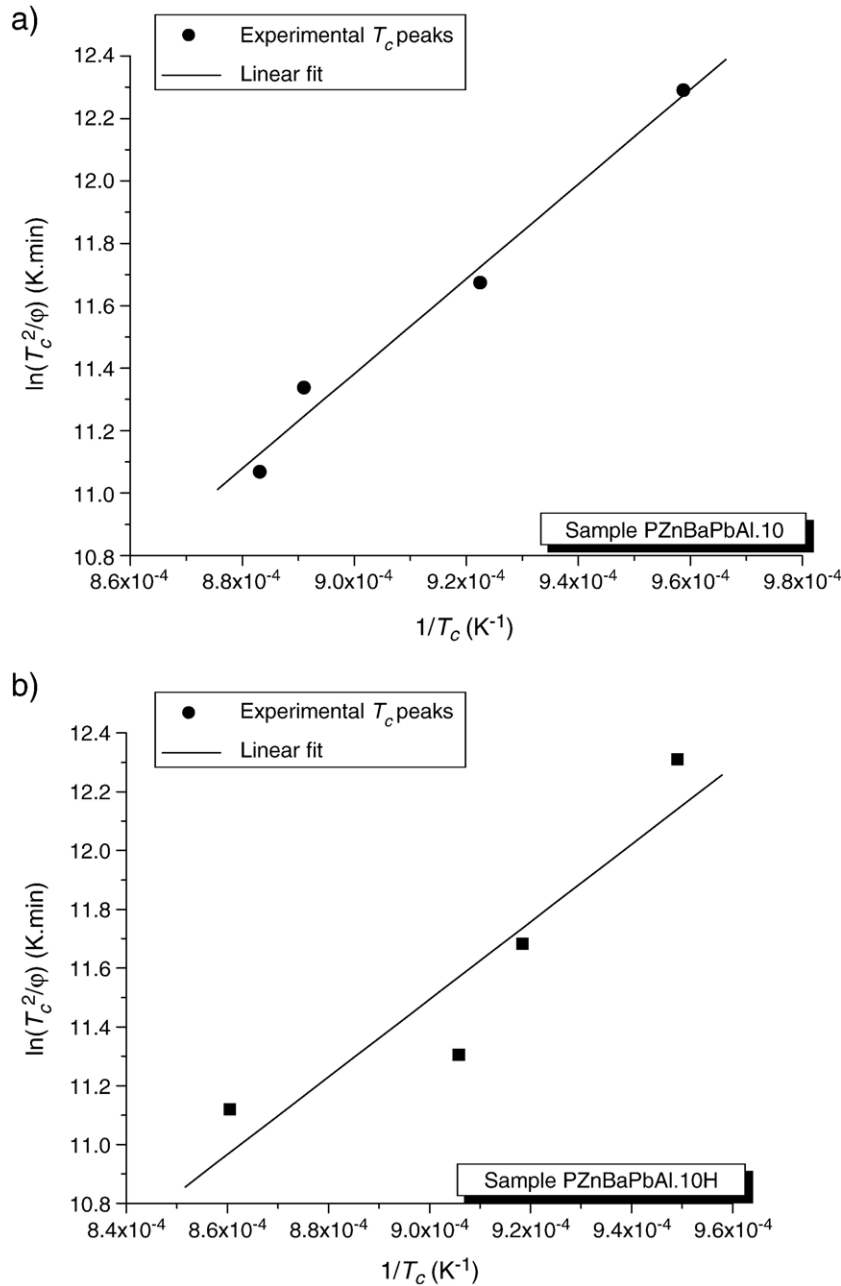 a)
Experimental T_c peaks
Linear fit
12.4
12.2
12.0
11.8
11.6
11.4
11.2
11.0
10.8
ln(T_c²/φ) (K.min)
Sample PZnBaPbAl.10
8.6x10⁻⁴ 8.8x10⁻⁴ 9.0x10⁻⁴ 9.2x10⁻⁴ 9.4x10⁻⁴ 9.6x10⁻⁴ 9.8x10⁻⁴
1/T_c (K⁻¹)
b)
Experimental T_c peaks
Linear fit
12.4
12.2
12.0
11.8
11.6
11.4
11.2
11.0
10.8
ln(T_c²/φ) (K.min)
Sample PZnBaPbAl.10H
8.4x10⁻⁴ 8.6x10⁻⁴ 8.8x10⁻⁴ 9.0x10⁻⁴ 9.2x10⁻⁴ 9.4x10⁻⁴ 9.6x10⁻⁴
1/T_c (K⁻¹)